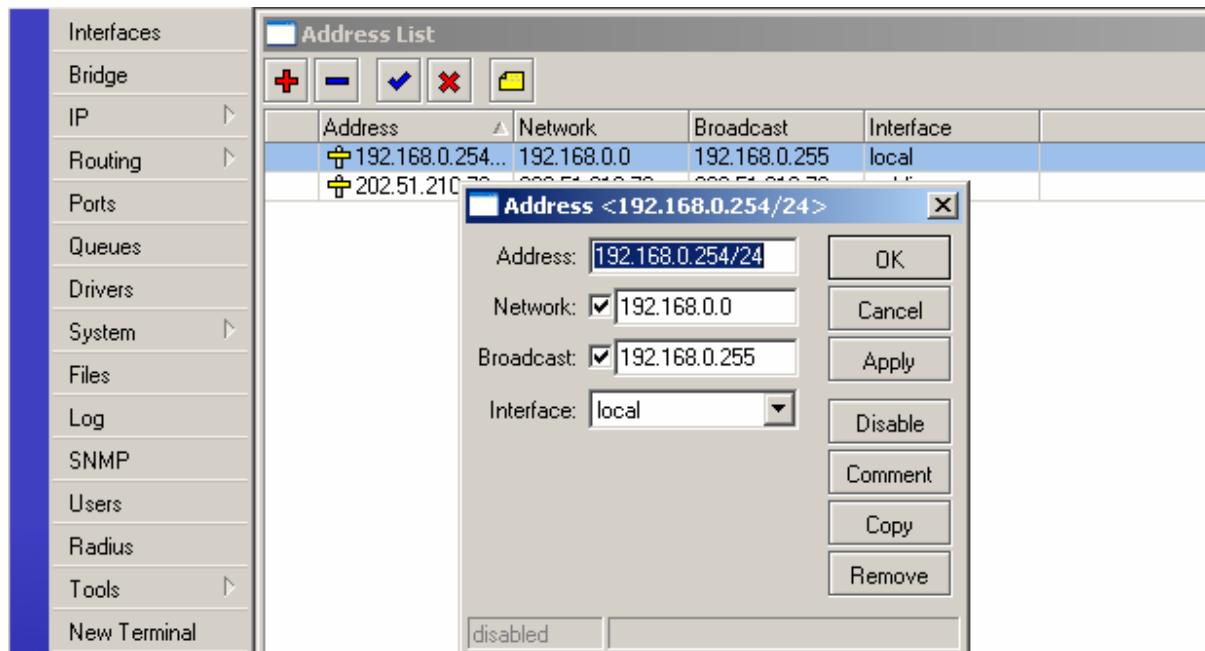 Interfaces
Bridge
IP
Routing
Ports
Queues
Drivers
System
Files
Log
SNMP
Users
Radius
Tools
New Terminal
Address List
Address Network Broadcast Interface
192.168.0.254... 192.168.0.0 192.168.0.255 local
202.51.210
Address <192.168.0.254/24>
Address: 192.168.0.254/24
Network: 192.168.0.0
Broadcast: 192.168.0.255
Interface: local
OK
Cancel
Apply
Disable
Comment
Copy
Remove
disabled